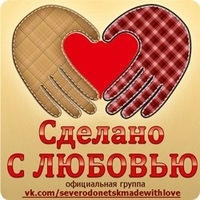 Сделано
С ЛЮБОВЬЮ
официальная группа
vk.com/severodonetskmadewithlove